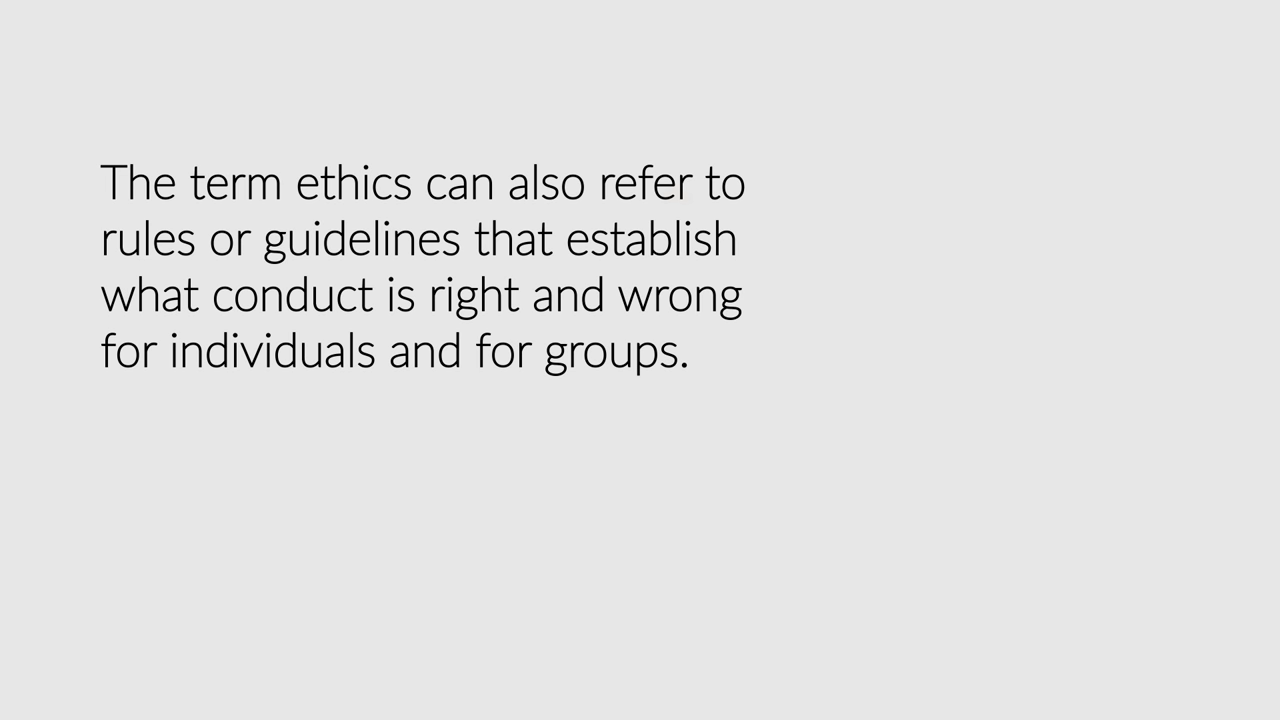 The term ethics can also refer to
rules or guidelines that establish
what conduct is right and wrong
for individuals and for groups.